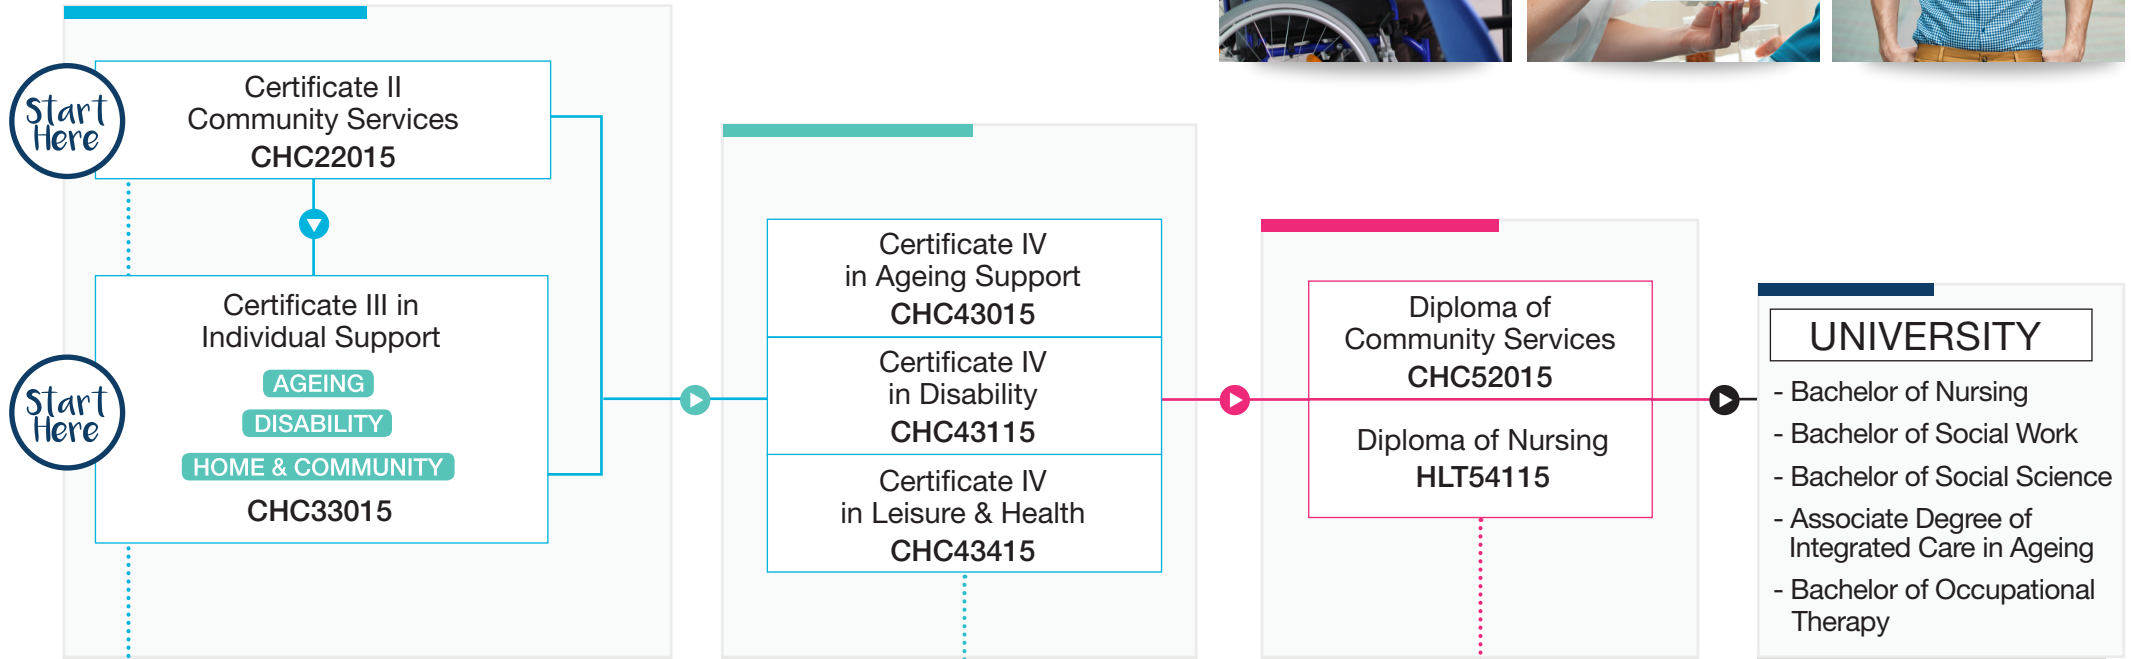 Start
Here
Certificate II
Community Services
CHC22015
Start
Here
Certificate III in
Individual Support
AGEING
DISABILITY
HOME & COMMUNITY
CHC33015
Certificate IV
in Ageing Support
CHC43015
Certificate IV
in Disability
CHC43115
Certificate IV
in Leisure & Health
CHC43415
Diploma of
Community Services
CHC52015
Diploma of Nursing
HLT54115
UNIVERSITY
- Bachelor of Nursing
- Bachelor of Social Work
- Bachelor of Social Science
- Associate Degree of
Integrated Care in Ageing
- Bachelor of Occupational
Therapy